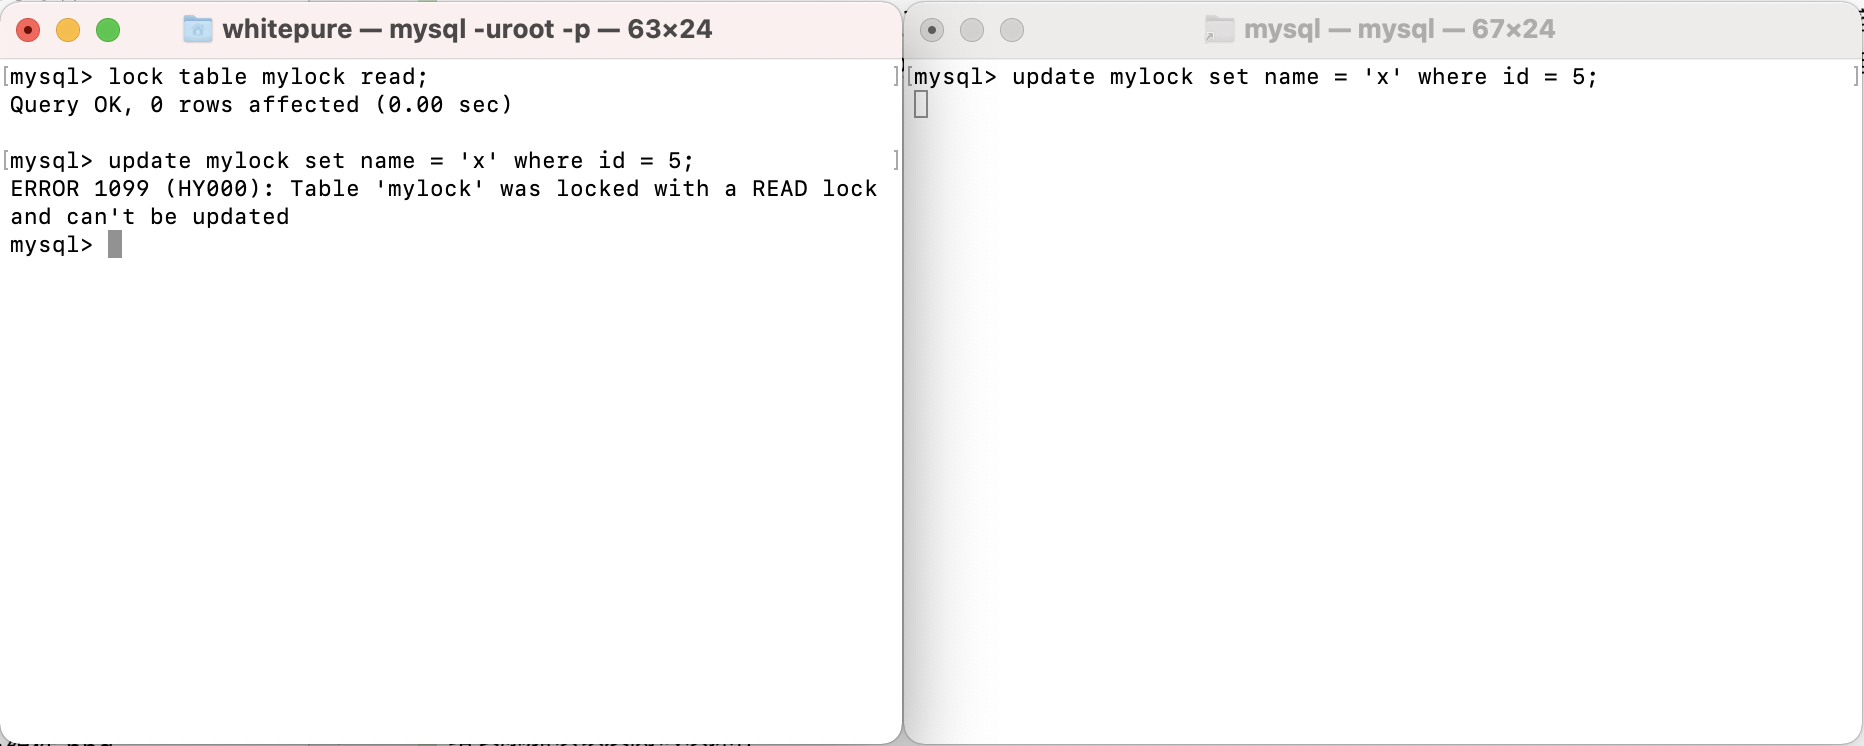 whitepure — mysql -uroot -p — 63×24
mysql> lock table mylock read;
Query OK, 0 rows affected (0.00 sec)
mysql> update mylock set name = 'x' where id = 5;
ERROR 1099 (HY000): Table 'mylock' was locked with a READ lock
and can't be updated
mysql>
mysql — mysql — 67×24
mysql> update mylock set name = 'x' where id = 5;